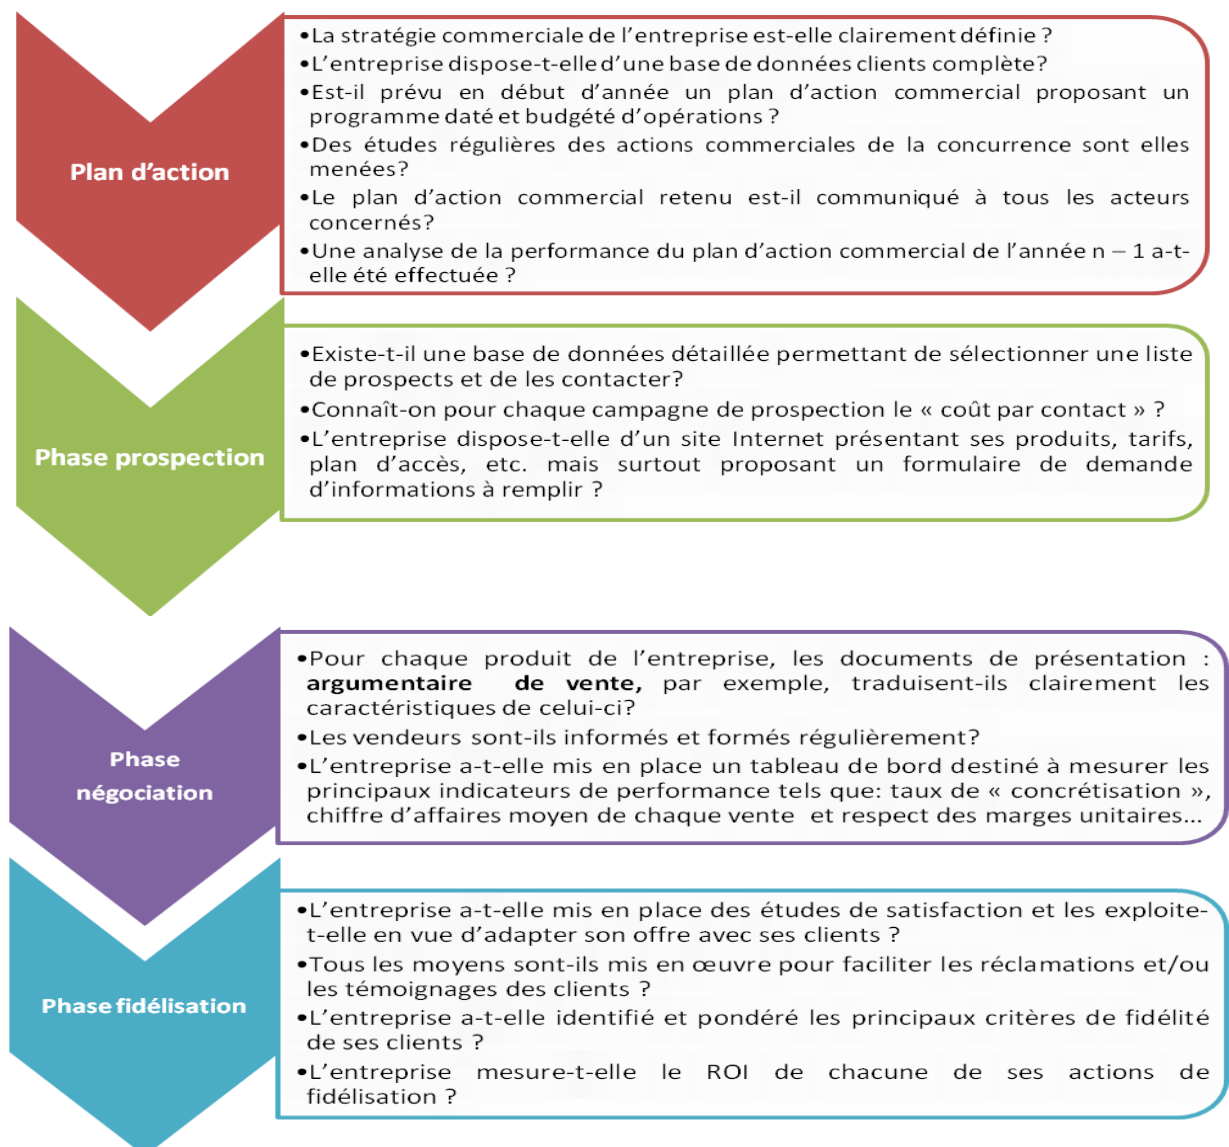 Plan d’action
•La stratégie commerciale de l’entreprise est-elle clairement définie ?
•L’entreprise dispose-t-elle d’une base de données clients complète?
•Est-il prévu en début d’année un plan d’action commercial proposant un
programme daté et budgété d’opérations ?
•Des études régulières des actions commerciales de la concurrence sont elles
menées?
•Le plan d’action commercial retenu est-il communiqué à tous les acteurs
concernés?
•Une analyse de la performance du plan d’action commercial de l’année n – 1 a-t-
elle été effectuée ?
Phase prospection
•Existe-t-il une base de données détaillée permettant de sélectionner une liste
de prospects et de les contacter?
•Connaît-on pour chaque campagne de prospection le « coût par contact » ?
•L’entreprise dispose-t-elle d’un site Internet présentant ses produits, tarifs,
plan d’accès, etc. mais surtout proposant un formulaire de demande
d’informations à remplir ?
Phase
négociation
•Pour chaque produit de l’entreprise, les documents de présentation :
argumentaire de vente, par exemple, traduisent-ils clairement les
caractéristiques de celui-ci?
•Les vendeurs sont-ils informés et formés régulièrement?
•L’entreprise a-t-elle mis en place un tableau de bord destiné à mesurer les
principaux indicateurs de performance tels que: taux de « concrétisation »,
chiffre d’affaires moyen de chaque vente et respect des marges unitaires…
Phase fidélisation
•L’entreprise a-t-elle mis en place des études de satisfaction et les exploite-
t-elle en vue d’adapter son offre avec ses clients ?
•Tous les moyens sont-ils mis en œuvre pour faciliter les réclamations et/ou
les témoignages des clients ?
•L’entreprise a-t-elle identifié et pondéré les principaux critères de fidélité
de ses clients ?
•L’entreprise mesure-t-elle le ROI de chacune de ses actions de
fidélisation ?